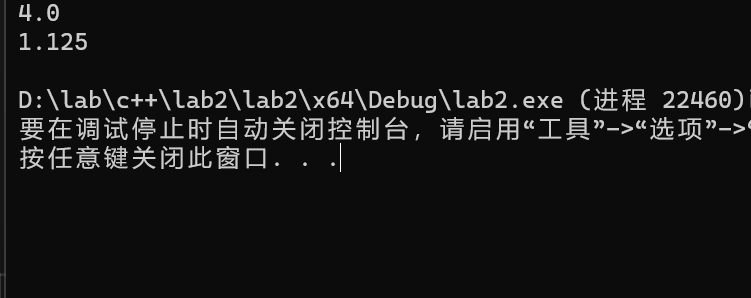 4.0
1.125
D:\lab\c++\lab2\lab2\x64\Debug\lab2.exe (进程 22460)
要在调试停止时自动关闭控制台，请启用“工具”->“选项”->“
按任意键关闭此窗口. . .